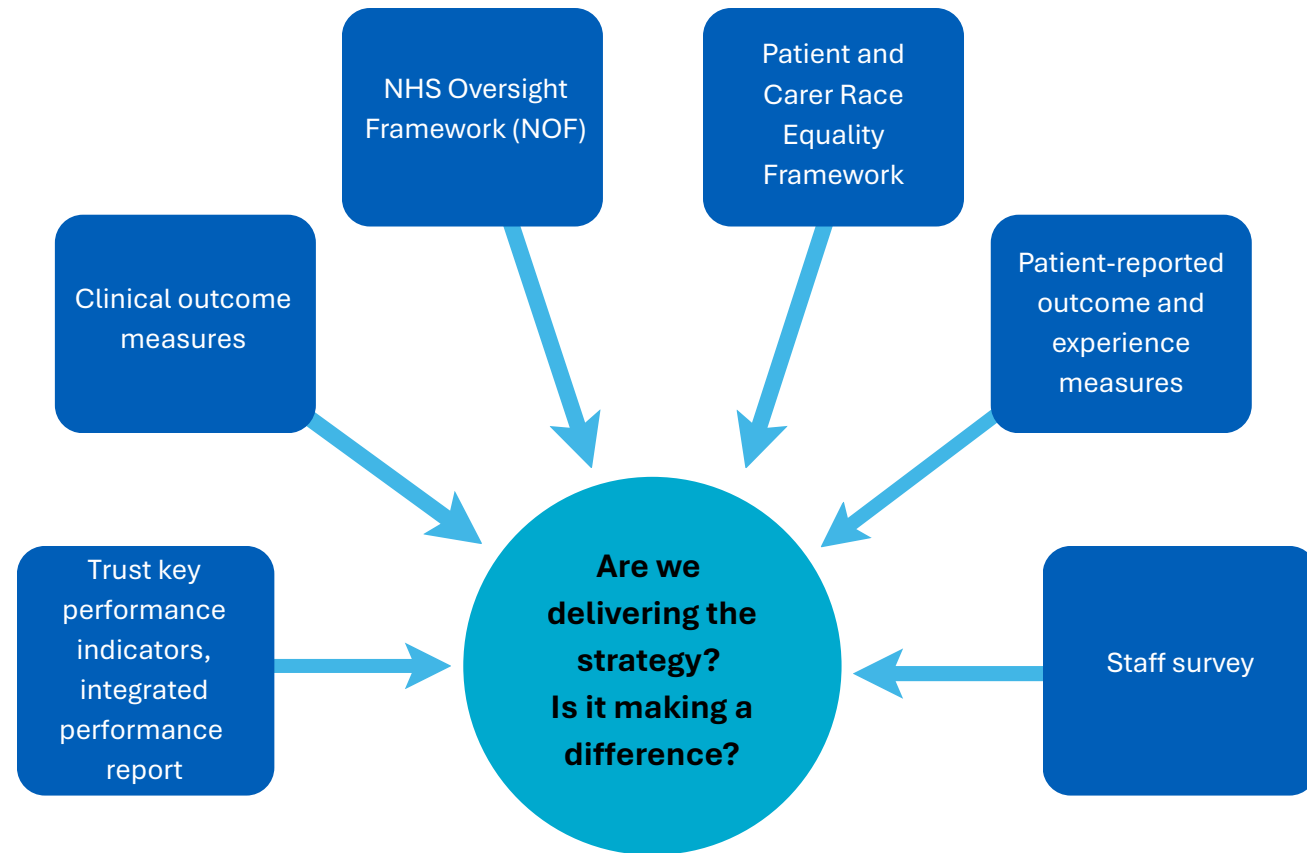 NHS Oversight
Framework (NOF)
Patient and
Carer Race
Equality
Framework
Clinical outcome
measures
Patient-reported
outcome and
experience
measures
Trust key
performance
indicators,
integrated
performance
report
Are we
delivering the
strategy?
Is it making a
difference?
Staff survey